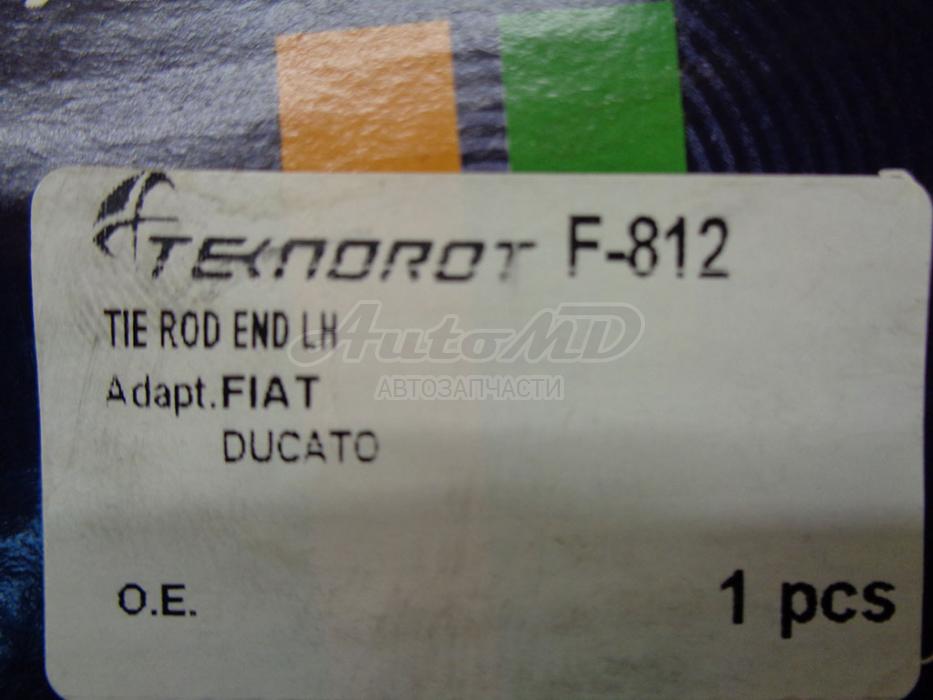 TEKNOROT F-812
TIE ROD END LH
AutoMD
АВТОЗАПЧАСТИ
Adapt. FIAT
DUCATO
O.E.
1 pcs